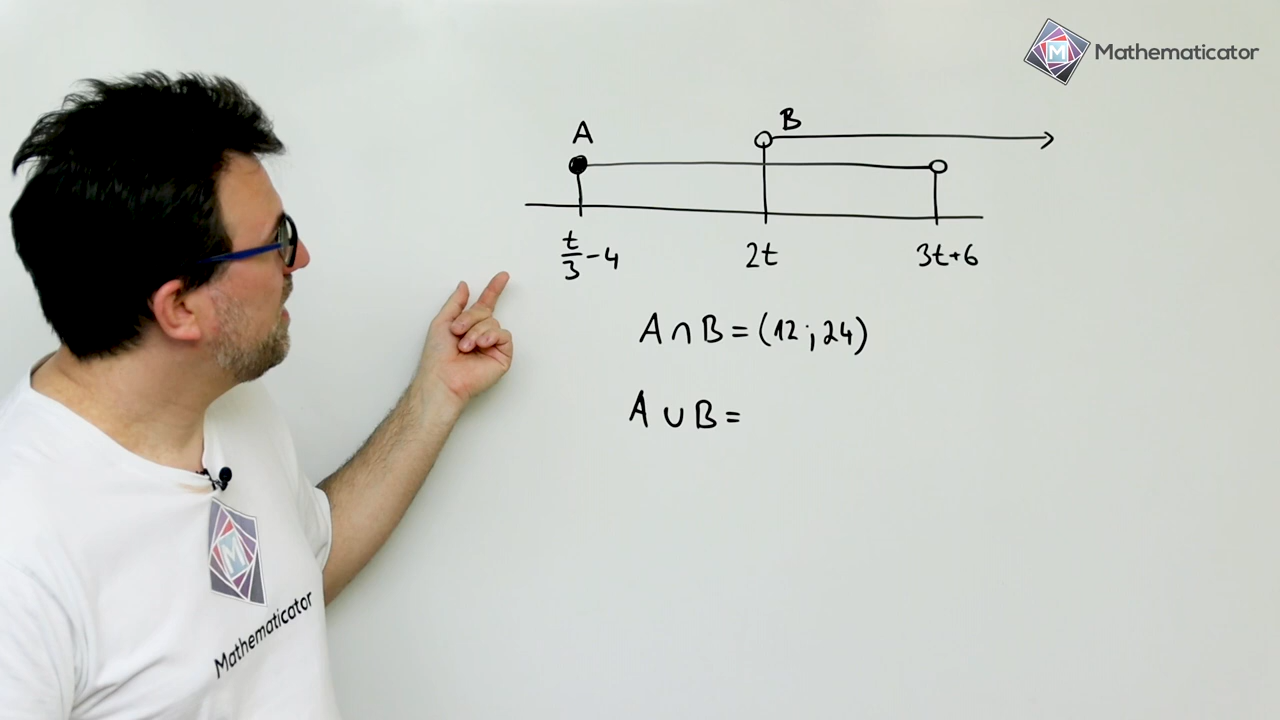 Mathematicator
A
B
t/3 - 4
2t
3t+6
A ∩ B = (12 ; 24)
A ∪ B =
M
Mathematicator